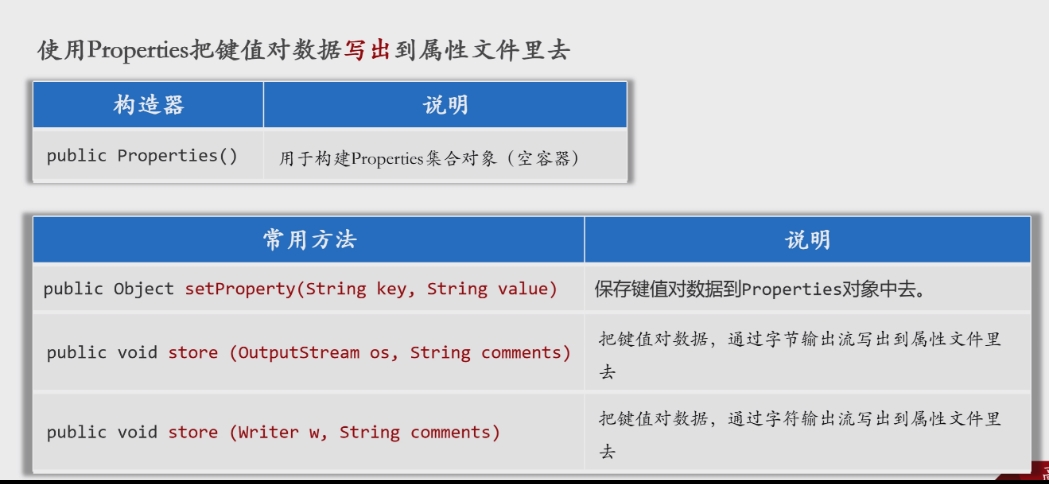 使用Properties把键值对数据写出到属性文件里去
构造器 说明
public Properties() 用于构建Properties集合对象（空容器）
常用方法 说明
public Object setProperty(String key, String value) 保存键值对数据到Properties对象中去。
public void store (OutputStream os, String comments) 把键值对数据，通过字节输出流写出到属性文件里
去
public void store (Writer w, String comments) 把键值对数据，通过字符输出流写出到属性文件里
去